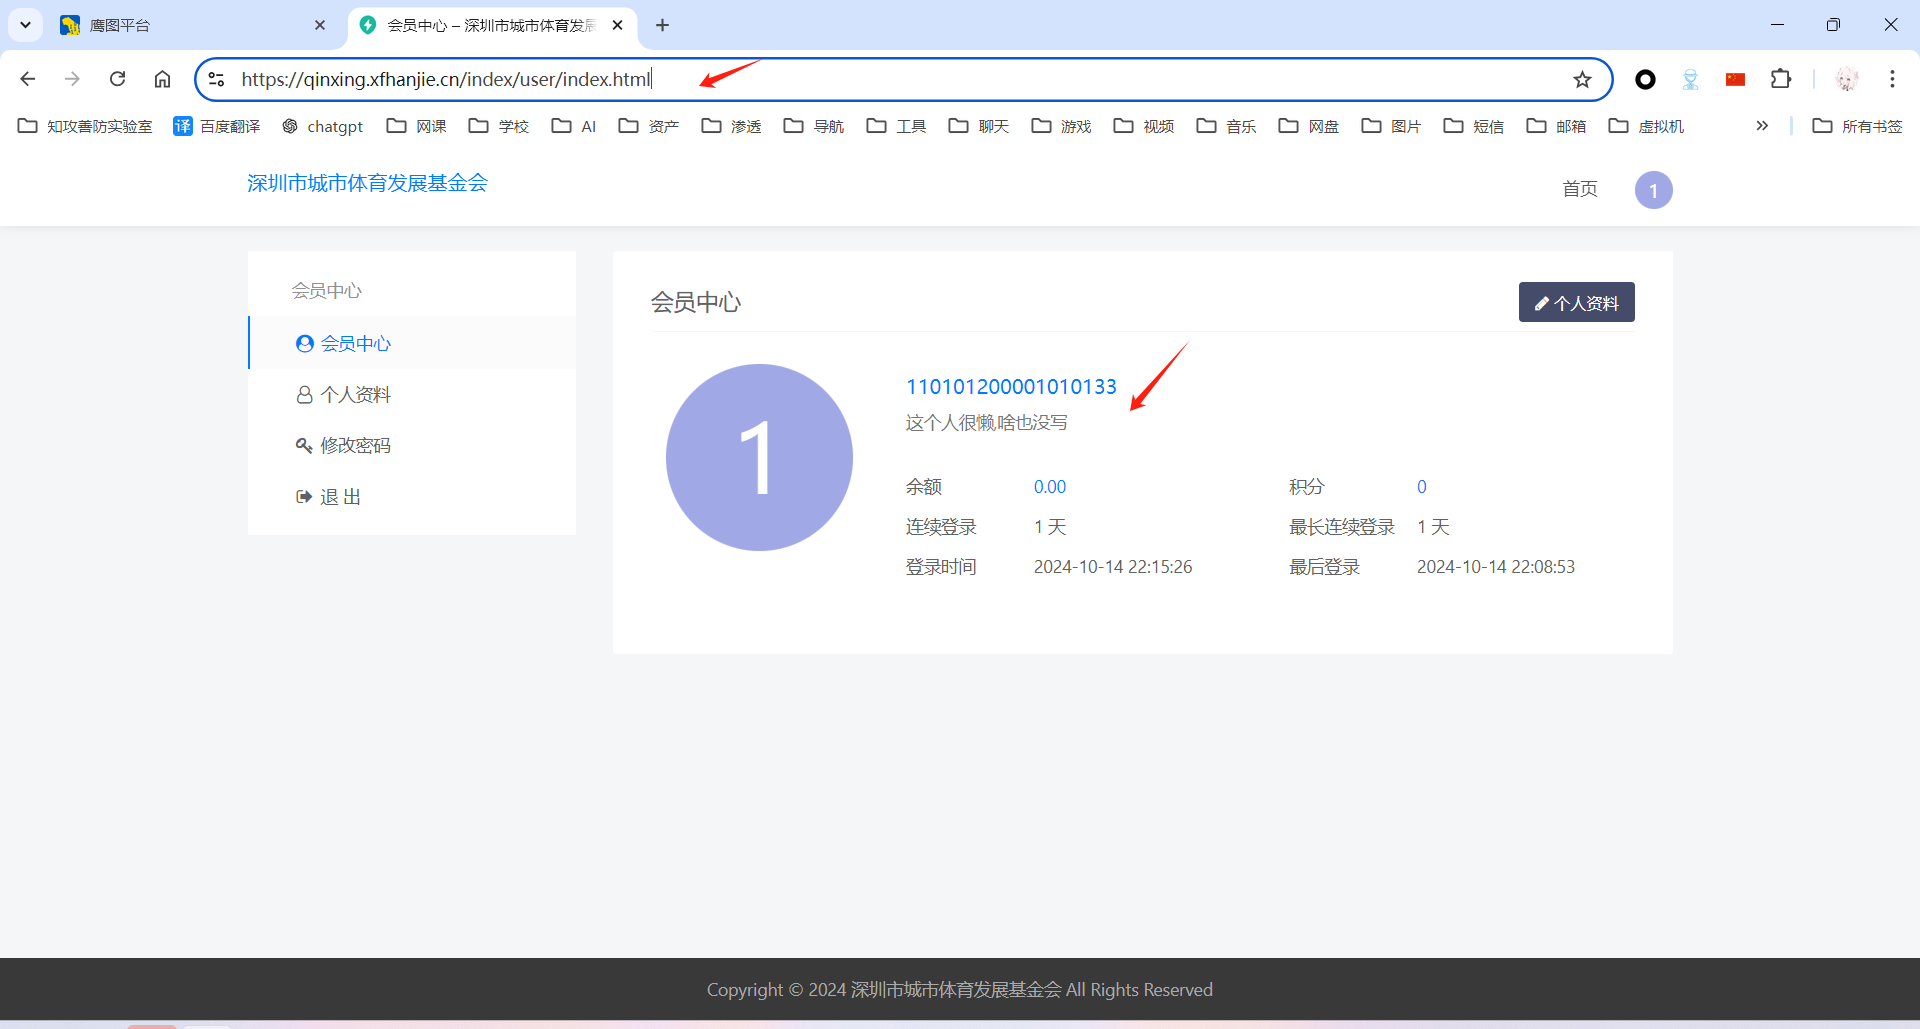 鹰图平台
会员中心 – 深圳市城市体育发展
https://qinxing.xfhanjie.cn/index/user/index.html
知攻善防实验室 译 百度翻译 chatgpt 网课 学校 AI 资产 渗透 导航 工具 聊天 游戏 视频 音乐 网盘 图片 短信 邮箱 虚拟机 » 所有书签
深圳市城市体育发展基金会
首页
1
会员中心
会员中心
个人资料
修改密码
退 出
会员中心
个人资料
1
110101200001010133
这个人很懒,啥也没写
余额 0.00 积分 0
连续登录 1 天 最长连续登录 1 天
登录时间 2024-10-14 22:15:26 最后登录 2024-10-14 22:08:53
Copyright © 2024 深圳市城市体育发展基金会 All Rights Reserved